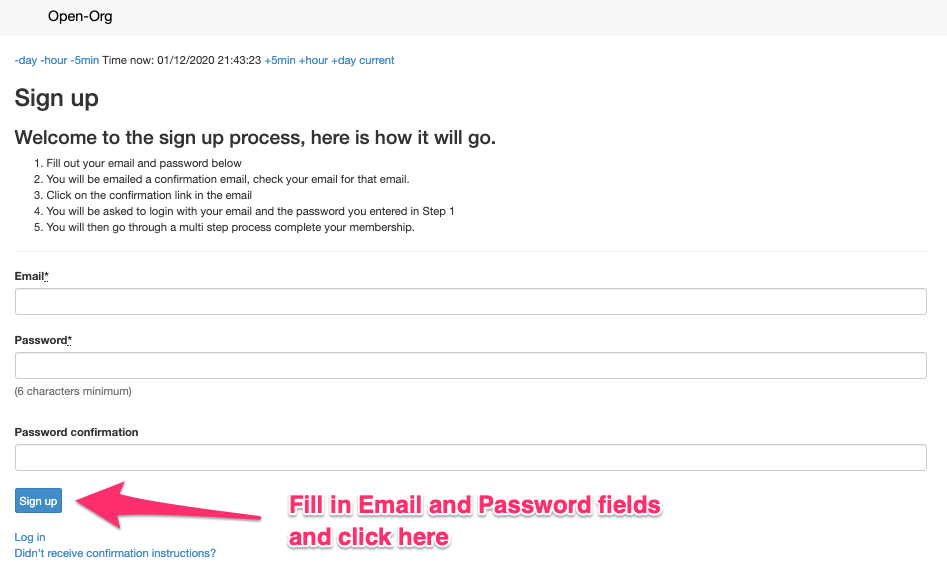 Open-Org
-day -hour -5min Time now: 01/12/2020 21:43:23 +5min +hour +day current
Sign up
Welcome to the sign up process, here is how it will go.
1. Fill out your email and password below
2. You will be emailed a confirmation email, check your email for that email.
3. Click on the confirmation link in the email
4. You will be asked to login with your email and the password you entered in Step 1
5. You will then go through a multi step process complete your membership.
Email*
Password*
(6 characters minimum)
Password confirmation
Sign up
Fill in Email and Password fields
and click here
Log in
Didn't receive confirmation instructions?